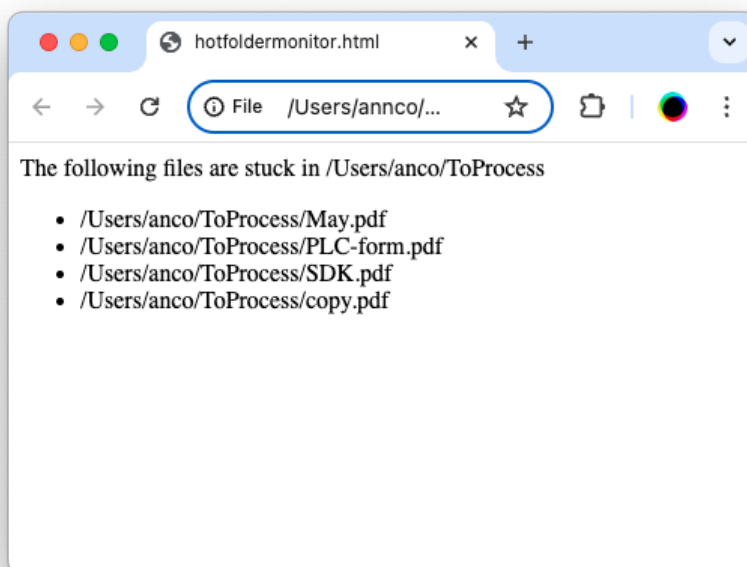 hotfoldermonitor.html
File /Users/annco/...
The following files are stuck in /Users/anco/ToProcess
• /Users/anco/ToProcess/May.pdf
• /Users/anco/ToProcess/PLC-form.pdf
• /Users/anco/ToProcess/SDK.pdf
• /Users/anco/ToProcess/copy.pdf